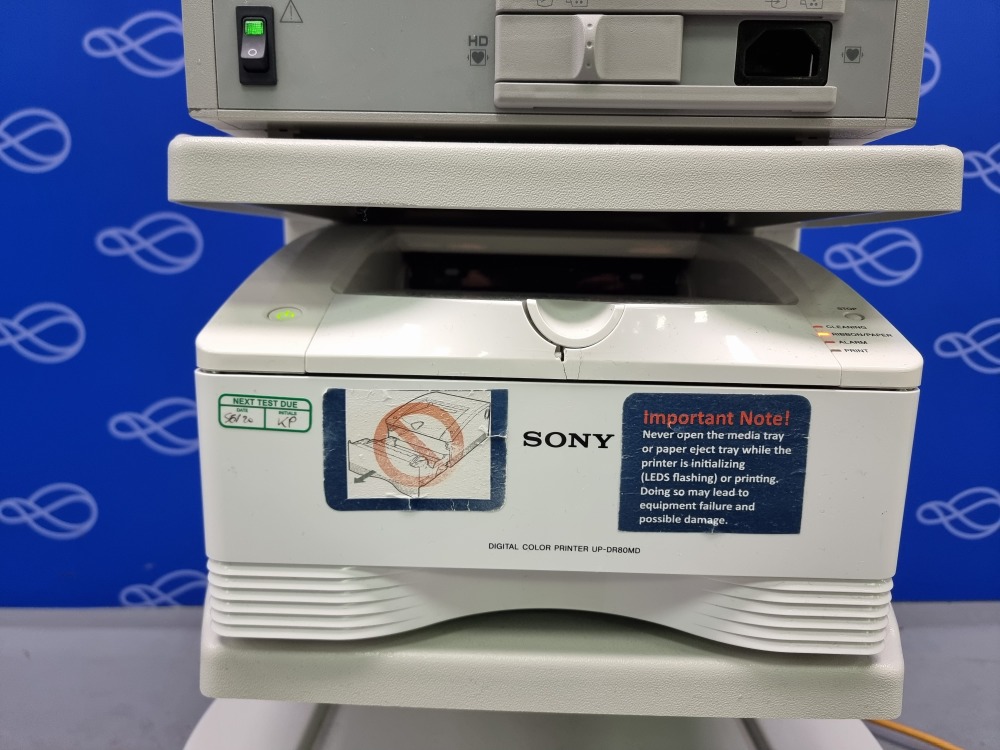 HD
STOP
CLEANING
RIBBON/PAPER
ALARM
PRINT
NEXT TEST DUE
DATE
INITIALS
KP
SONY
Important Note!
Never open the media tray
or paper eject tray while the
printer is initializing
(LEDS flashing) or printing.
Doing so may lead to
equipment failure and
possible damage.
DIGITAL COLOR PRINTER UP-DR80MD